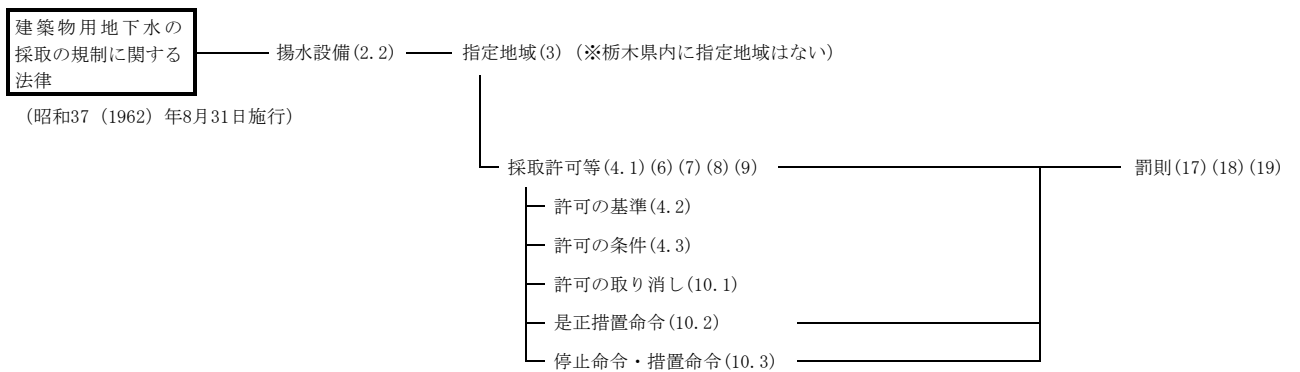 建築物用地下水の
採取の規制に関する
法律
揚水設備(2.2)
指定地域(3) (※栃木県内に指定地域はない)
(昭和37 (1962) 年8月31日施行)
採取許可等(4.1)(6)(7)(8)(9)
罰則(17)(18)(19)
許可の基準(4.2)
許可の条件(4.3)
許可の取り消し(10.1)
是正措置命令(10.2)
停止命令・措置命令(10.3)